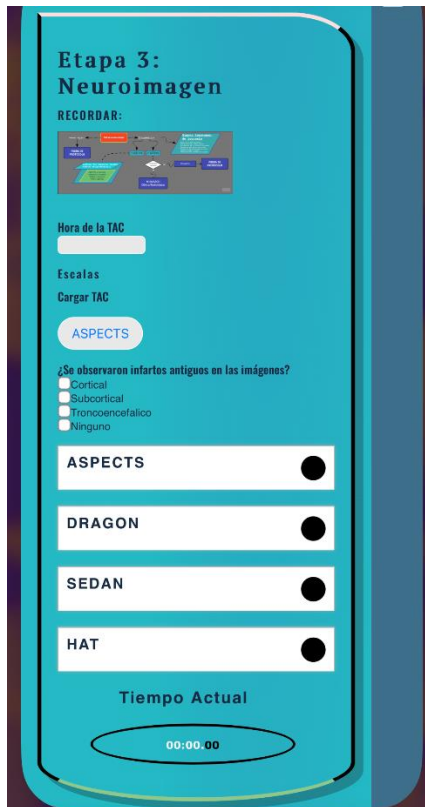 Etapa 3:
Neuroimagen
RECORDAR:
Hora de la TAC
Escalas
Cargar TAC
ASPECTS
¿Se observaron infartos antiguos en las imágenes?
Cortical
Subcortical
Troncoencefalico
Ninguno
ASPECTS
DRAGON
SEDAN
HAT
Tiempo Actual
00:00.00